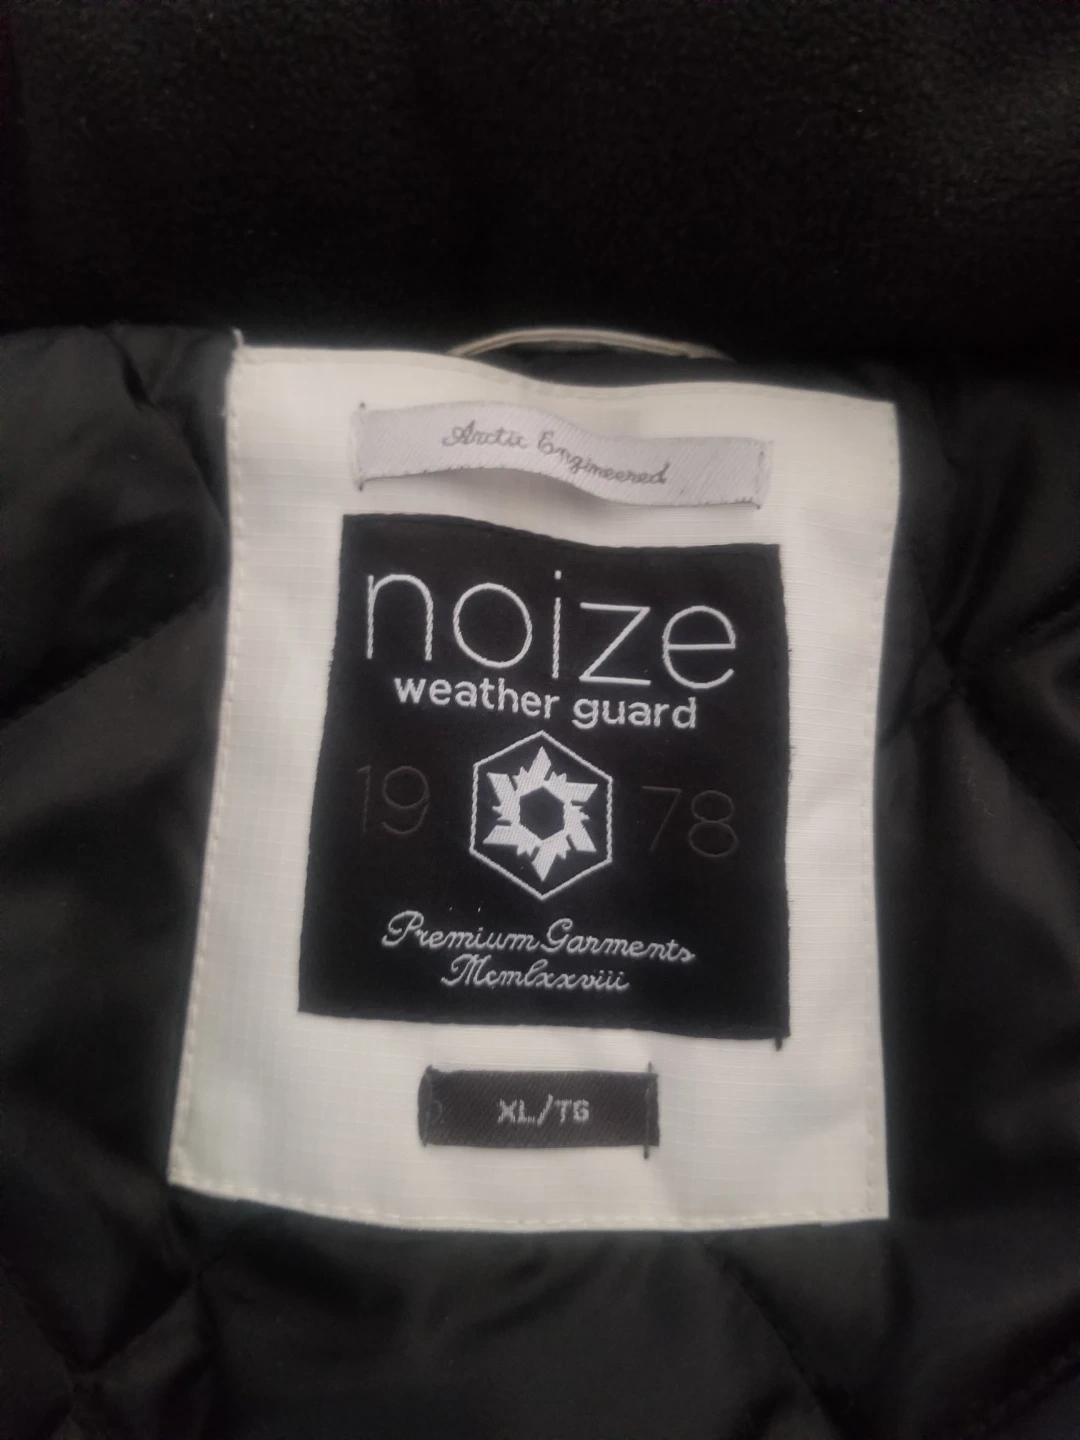 Arctic Engineered
noize
weather guard
19 78
Premium Garments
Mcmlxxviii
XL/TG